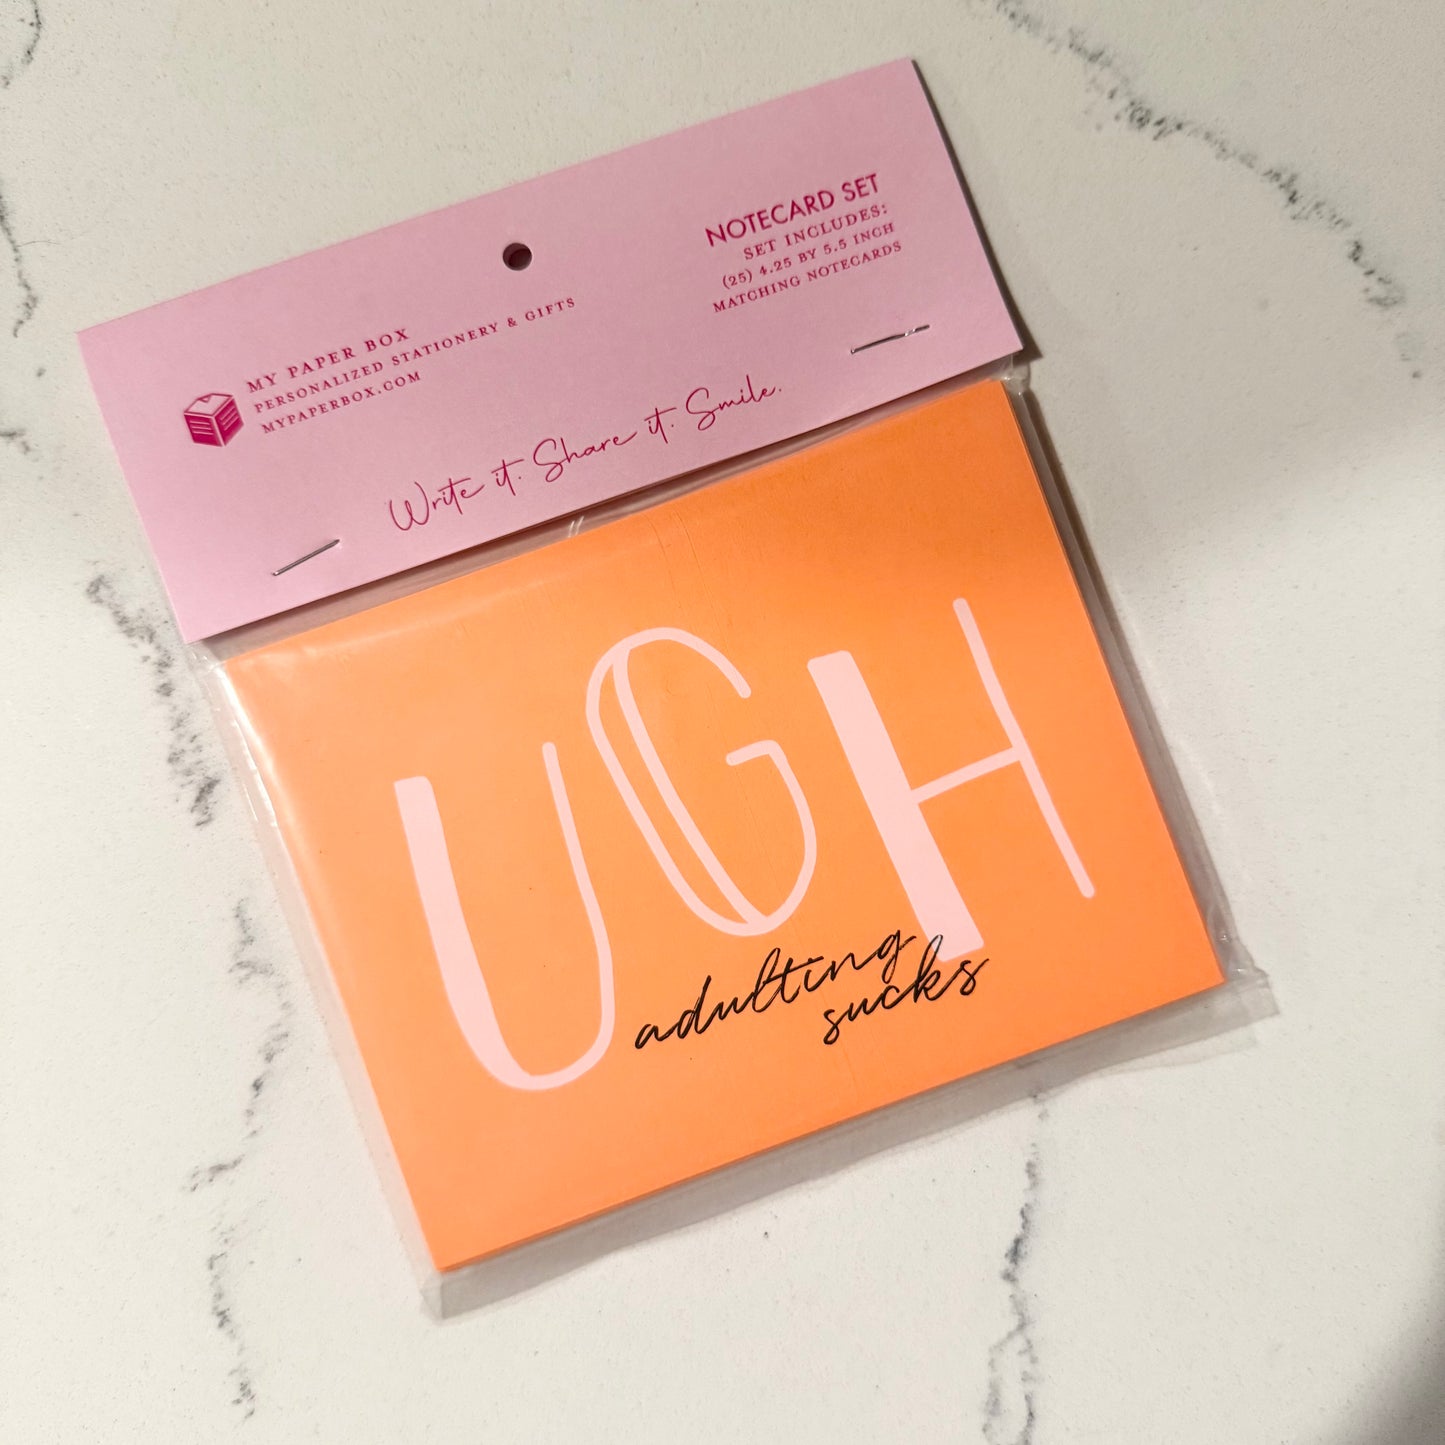 MY PAPER BOX
PERSONALIZED STATIONERY & GIFTS
MYPAPERBOX.COM
NOTECARD SET
SET INCLUDES:
(25) 4.25 BY 5.5 INCH
MATCHING NOTECARDS
Write it. Share it. Smile.
UGH
adulting
sucks